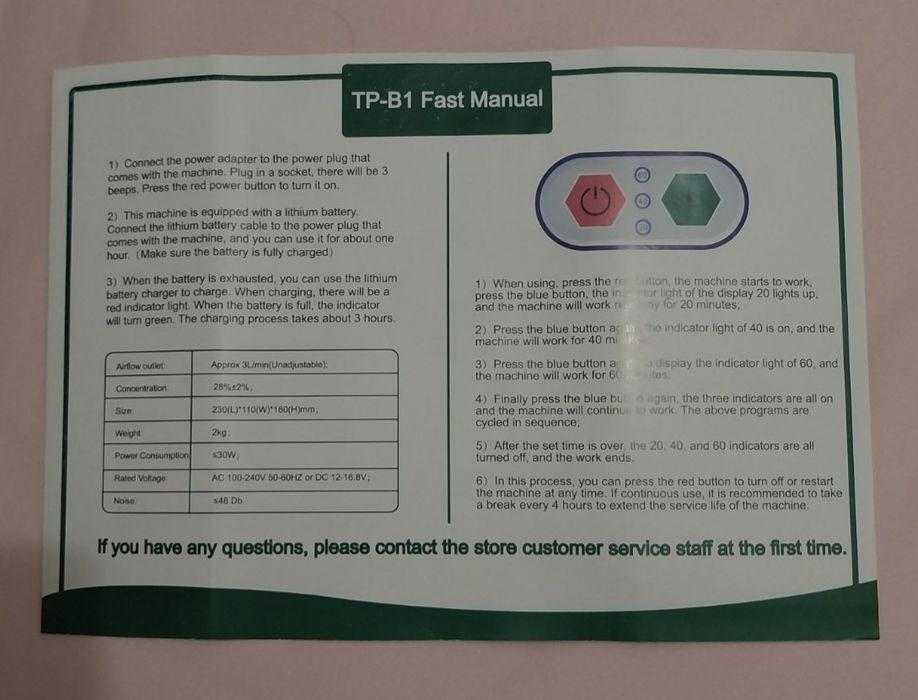 TP-B1 Fast Manual
1) Connect the power adapter to the power plug that
comes with the machine. Plug in a socket, there will be 3
beeps. Press the red power button to turn it on.
2) This machine is equipped with a lithium battery.
Connect the lithium battery cable to the power plug that
comes with the machine, and you can use it for about one
hour. (Make sure the battery is fully charged)
3) When the battery is exhausted, you can use the lithium
battery charger to charge. When charging, there will be a
red indicator light. When the battery is full, the indicator
will turn green. The charging process takes about 3 hours.
Airflow outlet: Approx 3L/min(Unadjustable);
Concentration: 28%±2%;
Size: 230(L)*110(W)*160(H)mm;
Weight: 2kg;
Power Consumption: ≤30W;
Rated Voltage: AC 100-240V 50-60HZ or DC 12-16.8V;
Noise: ≤48 Db.
60
40
20
1) When using, press the red button, the machine starts to work,
press the blue button, the indicator light of the display 20 lights up,
and the machine will work for 20 minutes;
2) Press the blue button again, the indicator light of 40 is on, and the
machine will work for 40 minutes;
3) Press the blue button display the indicator light of 60, and
the machine will work for 60 minutes;
4) Finally press the blue button again, the three indicators are all on
and the machine will continue to work. The above programs are
cycled in sequence;
5) After the set time is over, the 20, 40, and 60 indicators are all
turned off, and the work ends.
6) In this process, you can press the red button to turn off or restart
the machine at any time. If continuous use, it is recommended to take
a break every 4 hours to extend the service life of the machine.
If you have any questions, please contact the store customer service staff at the first time.